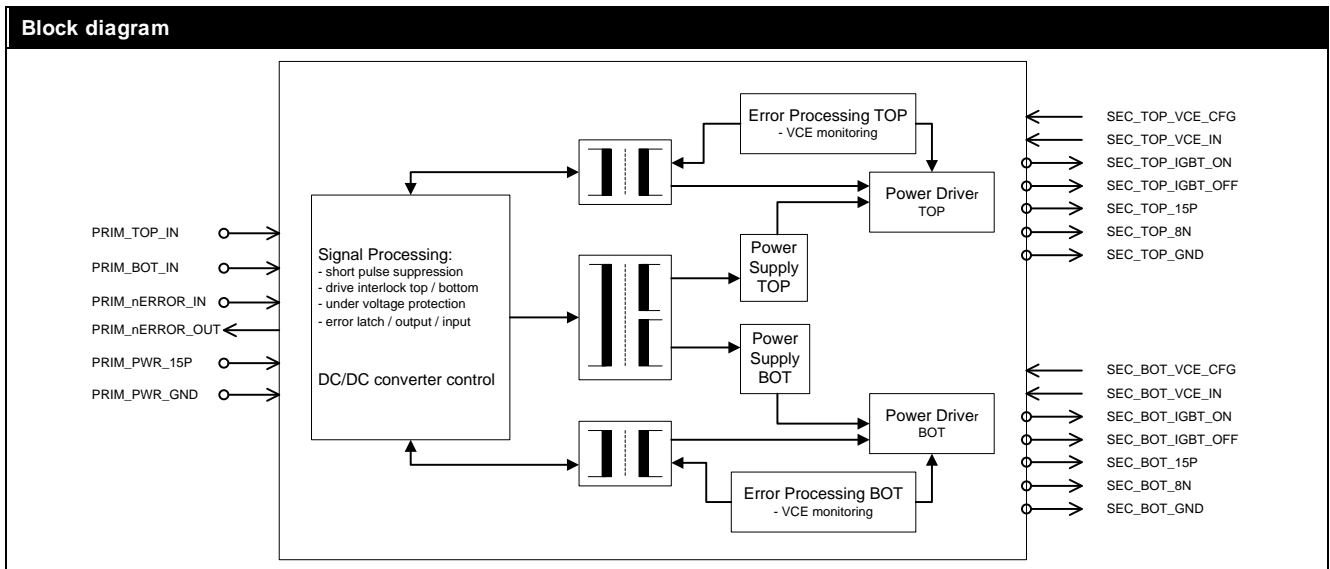 Block diagram
PRIM_TOP_IN
PRIM_BOT_IN
PRIM_nERROR_IN
PRIM_nERROR_OUT
PRIM_PWR_15P
PRIM_PWR_GND
Signal Processing:
- short pulse suppression
- drive interlock top / bottom
- under voltage protection
- error latch / output / input
DC/DC converter control
Error Processing TOP
- VCE monitoring
Power Driver
TOP
Power
Supply
TOP
Power
Supply
BOT
Power Driver
BOT
Error Processing BOT
- VCE monitoring
SEC_TOP_VCE_CFG
SEC_TOP_VCE_IN
SEC_TOP_IGBT_ON
SEC_TOP_IGBT_OFF
SEC_TOP_15P
SEC_TOP_8N
SEC_TOP_GND
SEC_BOT_VCE_CFG
SEC_BOT_VCE_IN
SEC_BOT_IGBT_ON
SEC_BOT_IGBT_OFF
SEC_BOT_15P
SEC_BOT_8N
SEC_BOT_GND